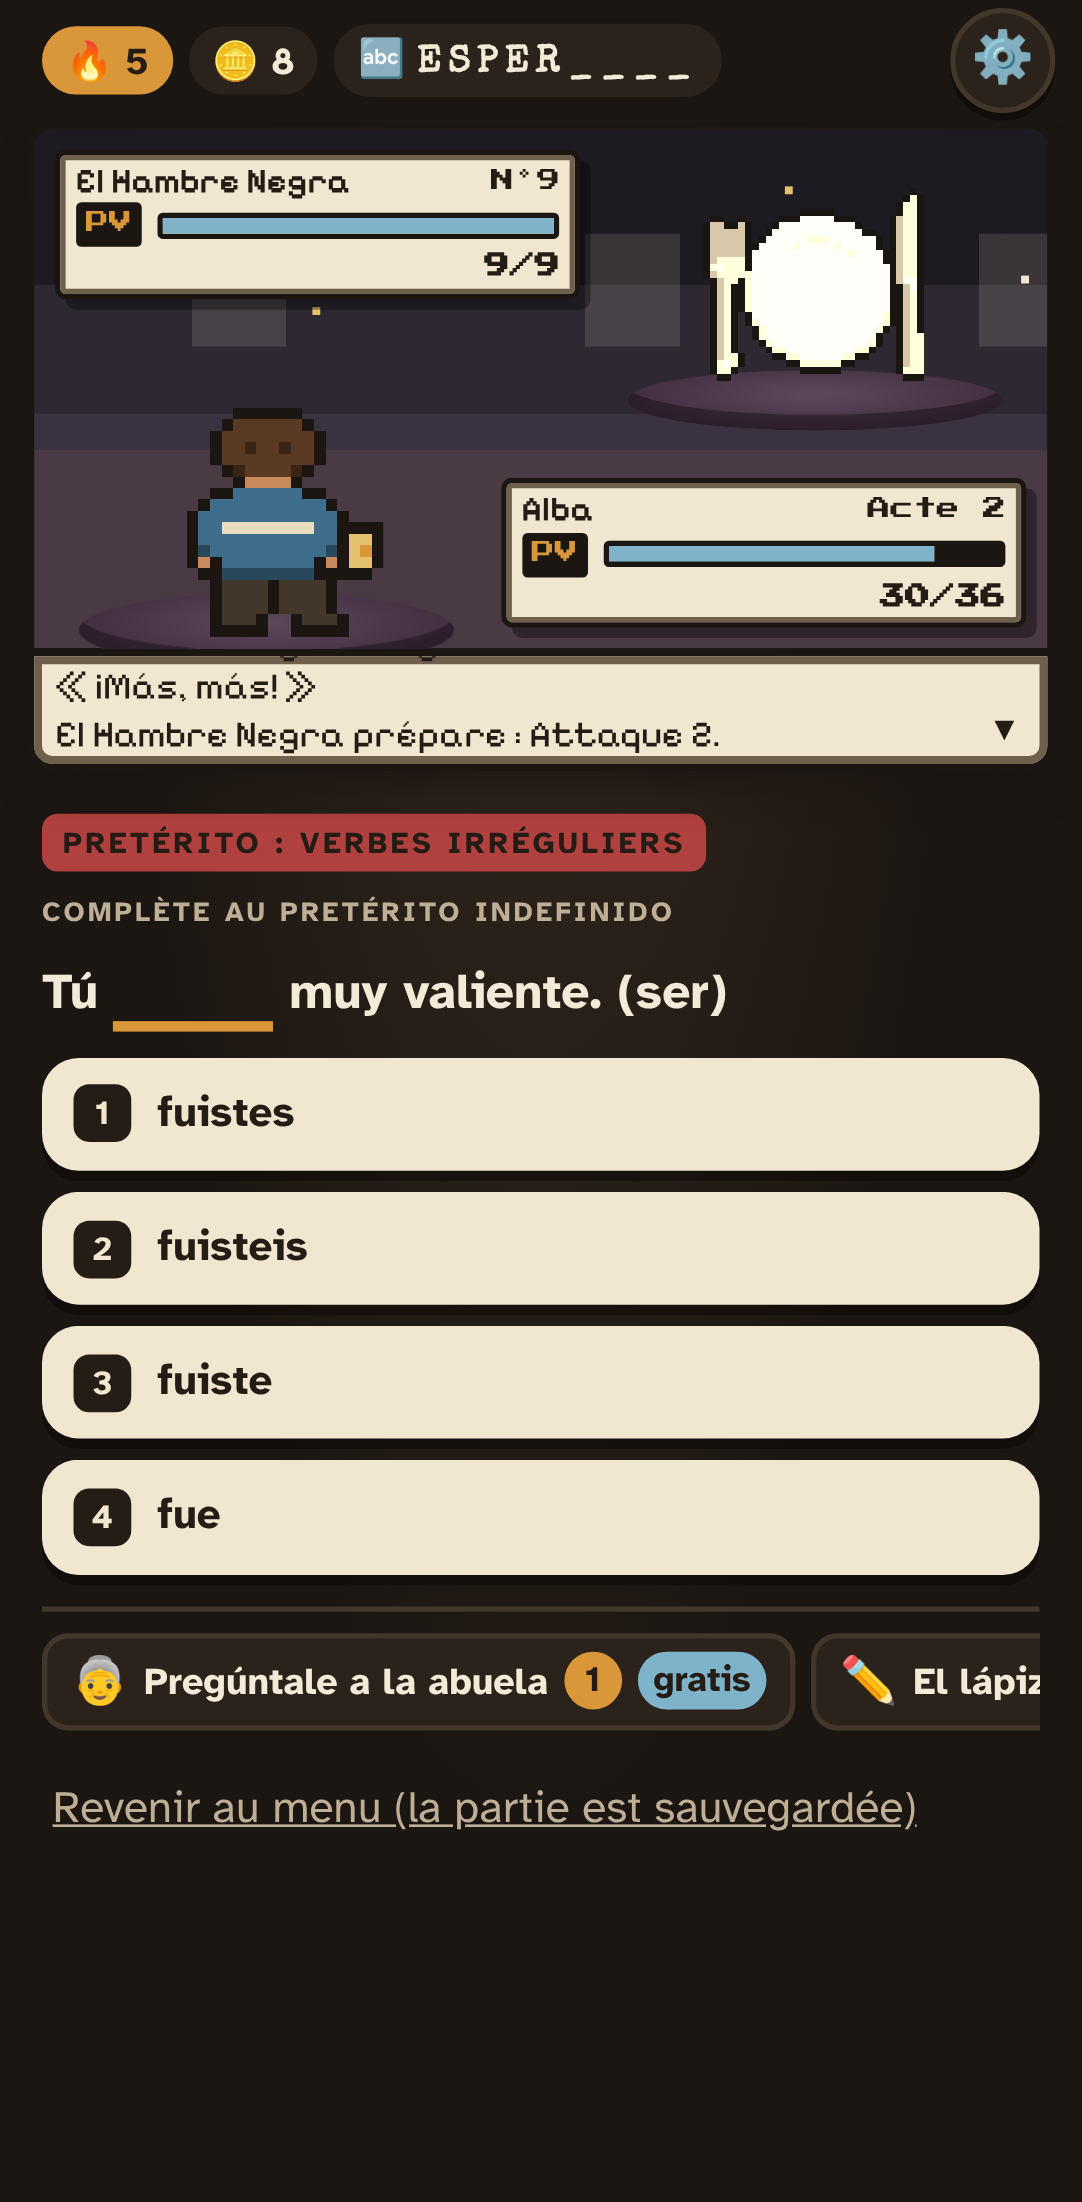 🔥 5 🪙 8 🔤 ESPER____ ⚙️
El Hambre Negra N°9
PV
9/9
Alba Acte 2
PV
30/36
« ¡Más, más! »
El Hambre Negra prépare : Attaque 2. ▼
PRETÉRITO : VERBES IRRÉGULIERS
COMPLÈTE AU PRETÉRITO INDEFINIDO
Tú ______ muy valiente. (ser)
1 fuistes
2 fuisteis
3 fuiste
4 fue
👵 Pregúntale a la abuela 1 gratis ✏️ El lápiz
Revenir au menu (la partie est sauvegardée)